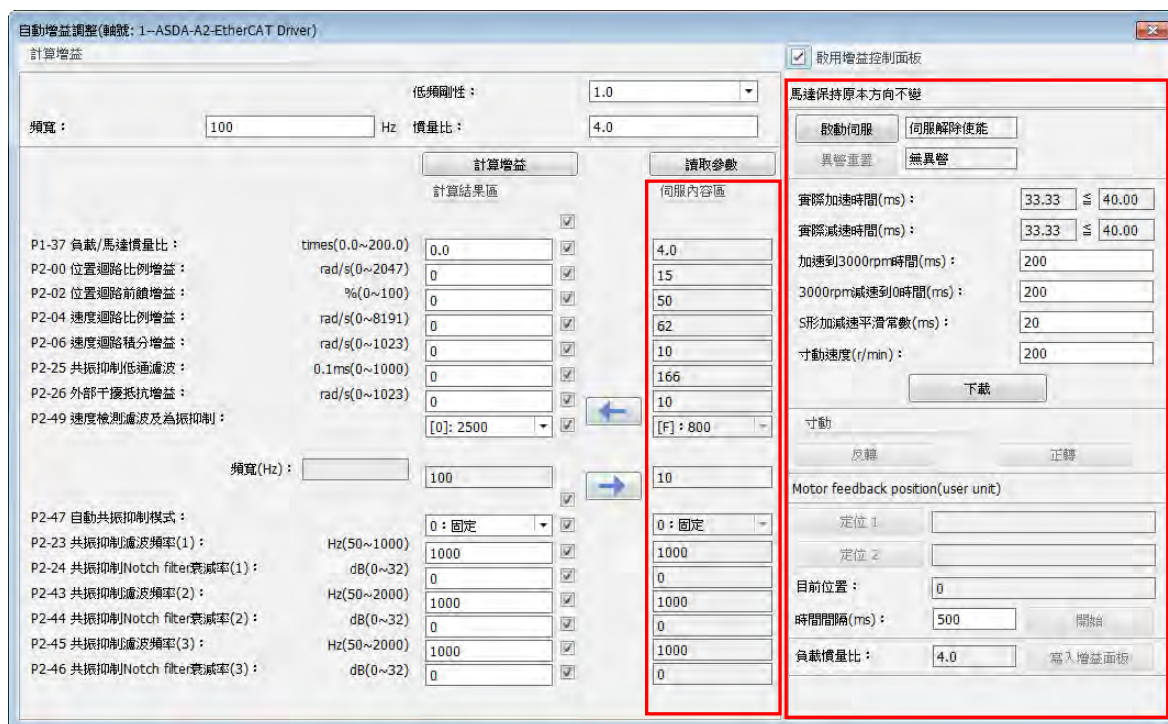 自動增益調整(軸號: 1--ASDA-A2-EtherCAT Driver)
計算增益
啟用增益控制面板
低頻剛性： 1.0
頻寬： 100 Hz 慣量比： 4.0
計算增益 讀取參數
計算結果區 伺服內容區
P1-37 負載/馬達慣量比： times(0.0~200.0) 0.0 4.0
P2-00 位置迴路比例增益： rad/s(0~2047) 0 15
P2-02 位置迴路前饋增益： %(0~100) 0 50
P2-04 速度迴路比例增益： rad/s(0~8191) 0 62
P2-06 速度迴路積分增益： rad/s(0~1023) 0 10
P2-25 共振抑制低通濾波： 0.1ms(0~1000) 0 166
P2-26 外部干擾抵抗增益： rad/s(0~1023) 0 10
P2-49 速度檢測濾波及為振抑制： [0]: 2500 [F]：800
頻寬(Hz)： 100 10
P2-47 自動共振抑制模式： 0：固定 0：固定
P2-23 共振抑制濾波頻率(1)： Hz(50~1000) 1000 1000
P2-24 共振抑制Notch filter衰減率(1)： dB(0~32) 0 0
P2-43 共振抑制濾波頻率(2)： Hz(50~2000) 1000 1000
P2-44 共振抑制Notch filter衰減率(2)： dB(0~32) 0 0
P2-45 共振抑制濾波頻率(3)： Hz(50~2000) 1000 1000
P2-46 共振抑制Notch filter衰減率(3)： dB(0~32) 0 0
馬達保持原本方向不變
啟動伺服 伺服解除使能
異警重置 無異警
實際加速時間(ms)： 33.33 ≦ 40.00
實際減速時間(ms)： 33.33 ≦ 40.00
加速到3000rpm時間(ms)： 200
3000rpm減速到0時間(ms)： 200
S形加減速平滑常數(ms)： 20
寸動速度(r/min)： 200
下載
寸動
反轉 正轉
Motor feedback position(user unit)
定位 1
定位 2
目前位置： 0
時間間隔(ms)： 500 開始
負載慣量比： 4.0 寫入增益面板